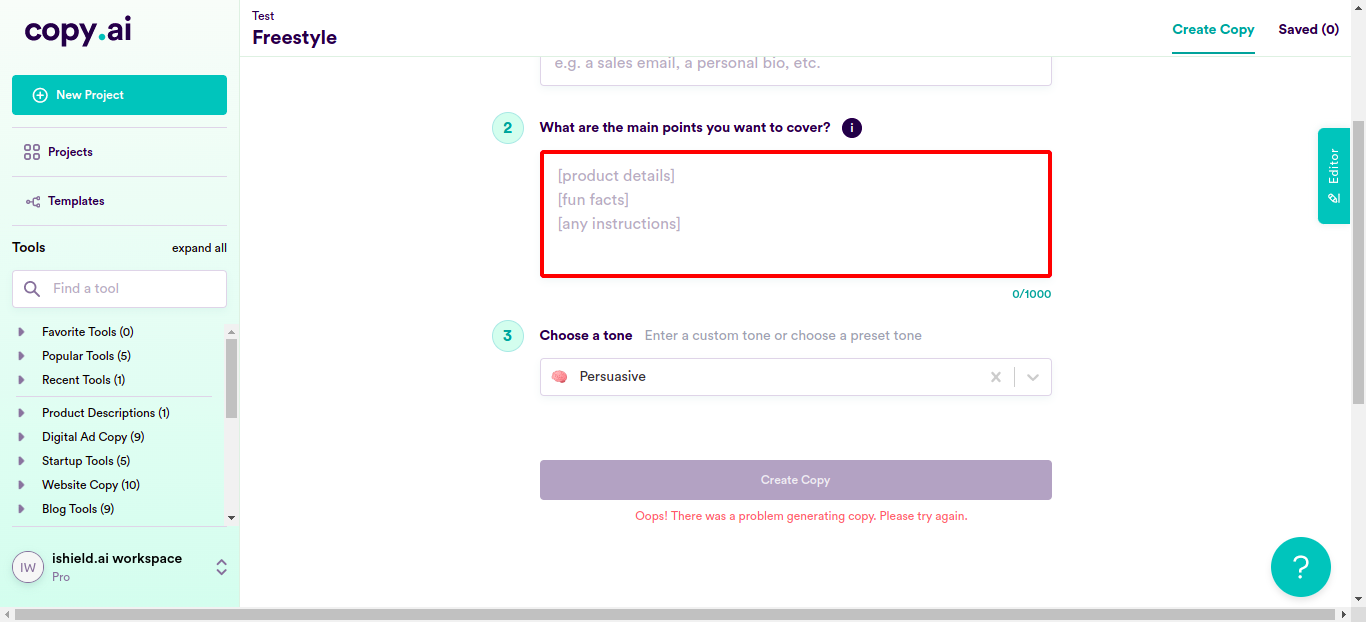 copy.ai
New Project
Projects
Templates
Tools
expand all
Find a tool
Favorite Tools (0)
Popular Tools (5)
Recent Tools (1)
Product Descriptions (1)
Digital Ad Copy (9)
Startup Tools (5)
Website Copy (10)
Blog Tools (9)
IW
ishield.ai workspace
Pro
Test
Freestyle
Create Copy
Saved (0)
e.g. a sales email, a personal bio, etc.
2
What are the main points you want to cover?
i
[product details]
[fun facts]
[any instructions]
0/1000
3
Choose a tone
Enter a custom tone or choose a preset tone
Persuasive
Create Copy
Oops! There was a problem generating copy. Please try again.
Editor
?